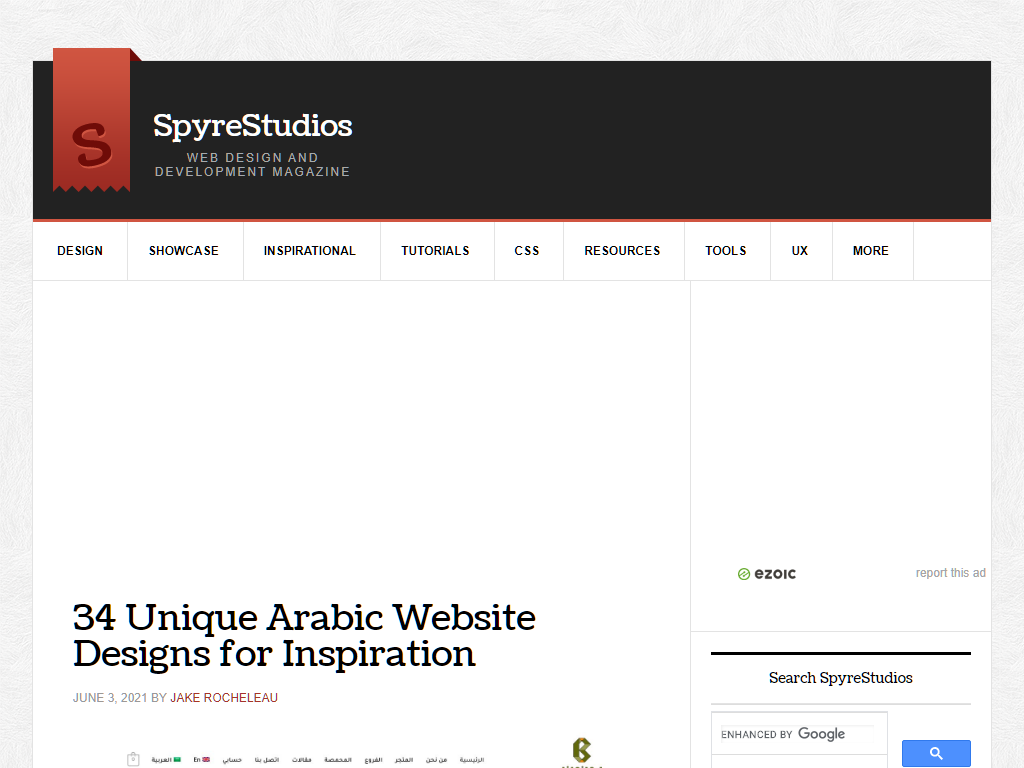 S
SpyreStudios
WEB DESIGN AND
DEVELOPMENT MAGAZINE
DESIGN SHOWCASE INSPIRATIONAL TUTORIALS CSS RESOURCES TOOLS UX MORE
ezoic report this ad
34 Unique Arabic Website
Designs for Inspiration
JUNE 3, 2021 BY JAKE ROCHELEAU
الرئيسية من نحن المتجر الفروع المحمصة مقالات اتصل بنا حسابي En العربية
Search SpyreStudios
ENHANCED BY Google